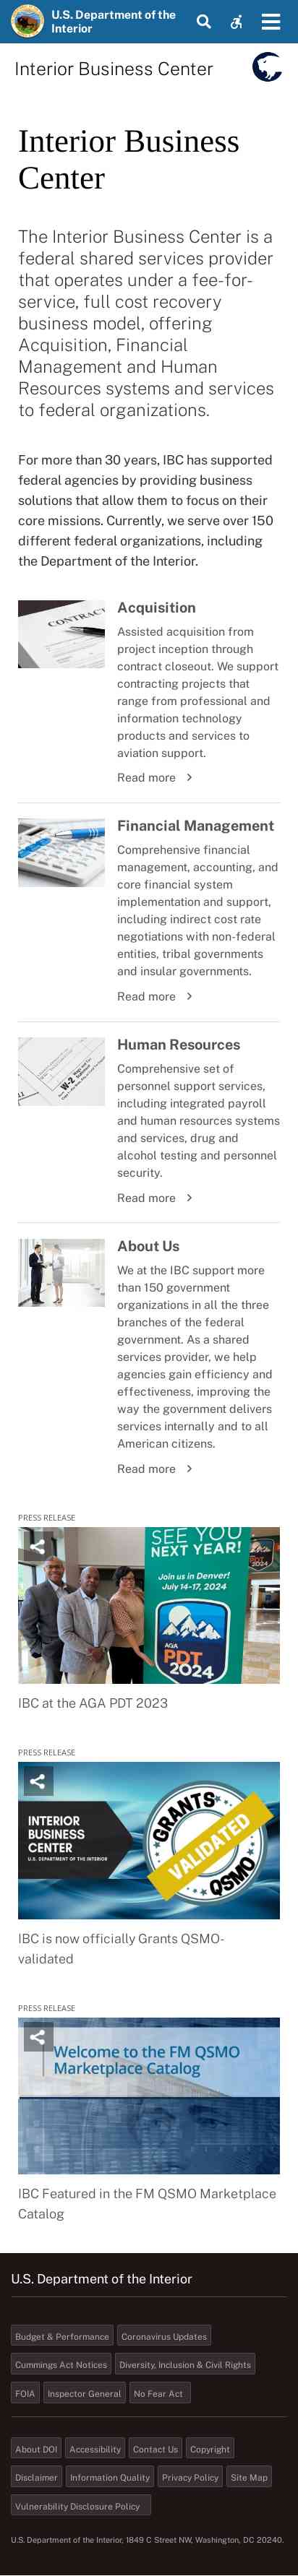 U.S. Department of the
Interior
Interior Business Center
Interior Business
Center
The Interior Business Center is a
federal shared services provider
that operates under a fee-for-
service, full cost recovery
business model, offering
Acquisition, Financial
Management and Human
Resources systems and services
to federal organizations.
For more than 30 years, IBC has supported
federal agencies by providing business
solutions that allow them to focus on their
core missions. Currently, we serve over 150
different federal organizations, including
the Department of the Interior.
CONTRACT
Acquisition
Assisted acquisition from
project inception through
contract closeout. We support
contracting projects that
range from professional and
information technology
products and services to
aviation support.
Read more
Financial Management
Comprehensive financial
management, accounting, and
core financial system
implementation and support,
including indirect cost rate
negotiations with non-federal
entities, tribal governments
and insular governments.
Read more
W-2
Human Resources
Comprehensive set of
personnel support services,
including integrated payroll
and human resources systems
and services, drug and
alcohol testing and personnel
security.
Read more
About Us
We at the IBC support more
than 150 government
organizations in all the three
branches of the federal
government. As a shared
services provider, we help
agencies gain efficiency and
effectiveness, improving the
way the government delivers
services internally and to all
American citizens.
Read more
PRESS RELEASE
SEE YOU
NEXT YEAR!
Join us in Denver!
July 14-17, 2024
AGA
PDT
2024
IBC at the AGA PDT 2023
PRESS RELEASE
INTERIOR
BUSINESS
CENTER
U.S. DEPARTMENT OF THE INTERIOR
GRANTS
VALIDATED
QSMO
IBC is now officially Grants QSMO-
validated
PRESS RELEASE
Welcome to the FM QSMO
Marketplace Catalog
IBC Featured in the FM QSMO Marketplace
Catalog
U.S. Department of the Interior
Budget & Performance Coronavirus Updates
Cummings Act Notices Diversity, Inclusion & Civil Rights
FOIA Inspector General No Fear Act
About DOI Accessibility Contact Us Copyright
Disclaimer Information Quality Privacy Policy Site Map
Vulnerability Disclosure Policy
U.S. Department of the Interior, 1849 C Street NW, Washington, DC 20240.